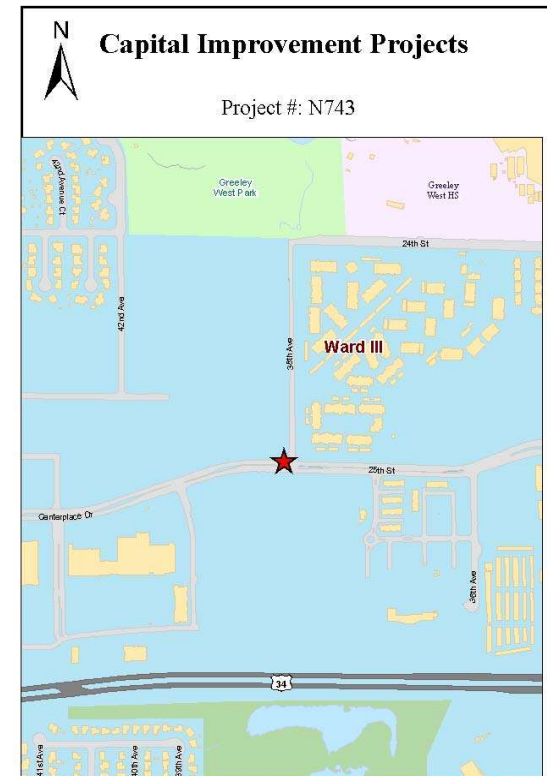 N
Capital Improvement Projects
Project #: N743
42nd Avenue Ct
Greeley
West Park
Greeley
West HS
24th St
42nd Ave
38th Ave
Ward III
25th St
Centerplace Dr
36th Ave
34
41st Ave
40th Ave
39th Ave